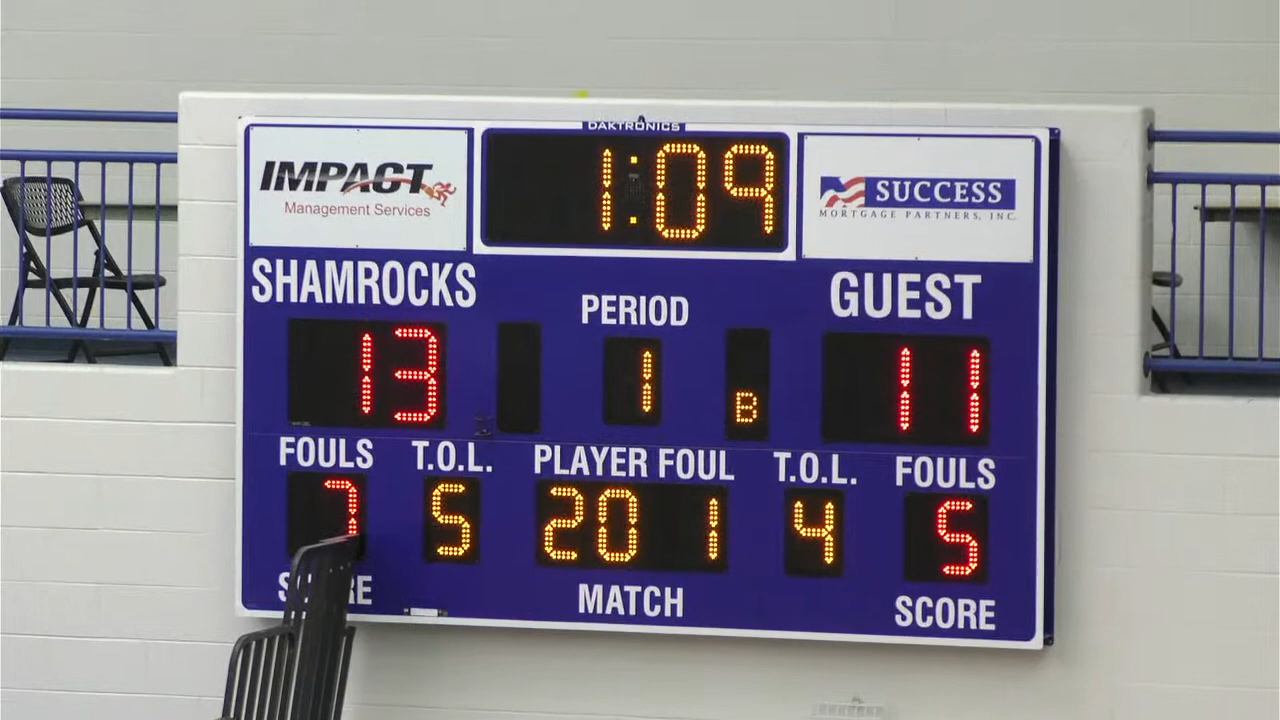 DAKTRONICS
IMPACT
Management Services
1:09
SUCCESS
MORTGAGE PARTNERS, INC.
SHAMROCKS
PERIOD
GUEST
13
1
B
11
FOULS
T.O.L.
PLAYER FOUL
T.O.L.
FOULS
7
5
20 1
4
5
MATCH
SCORE